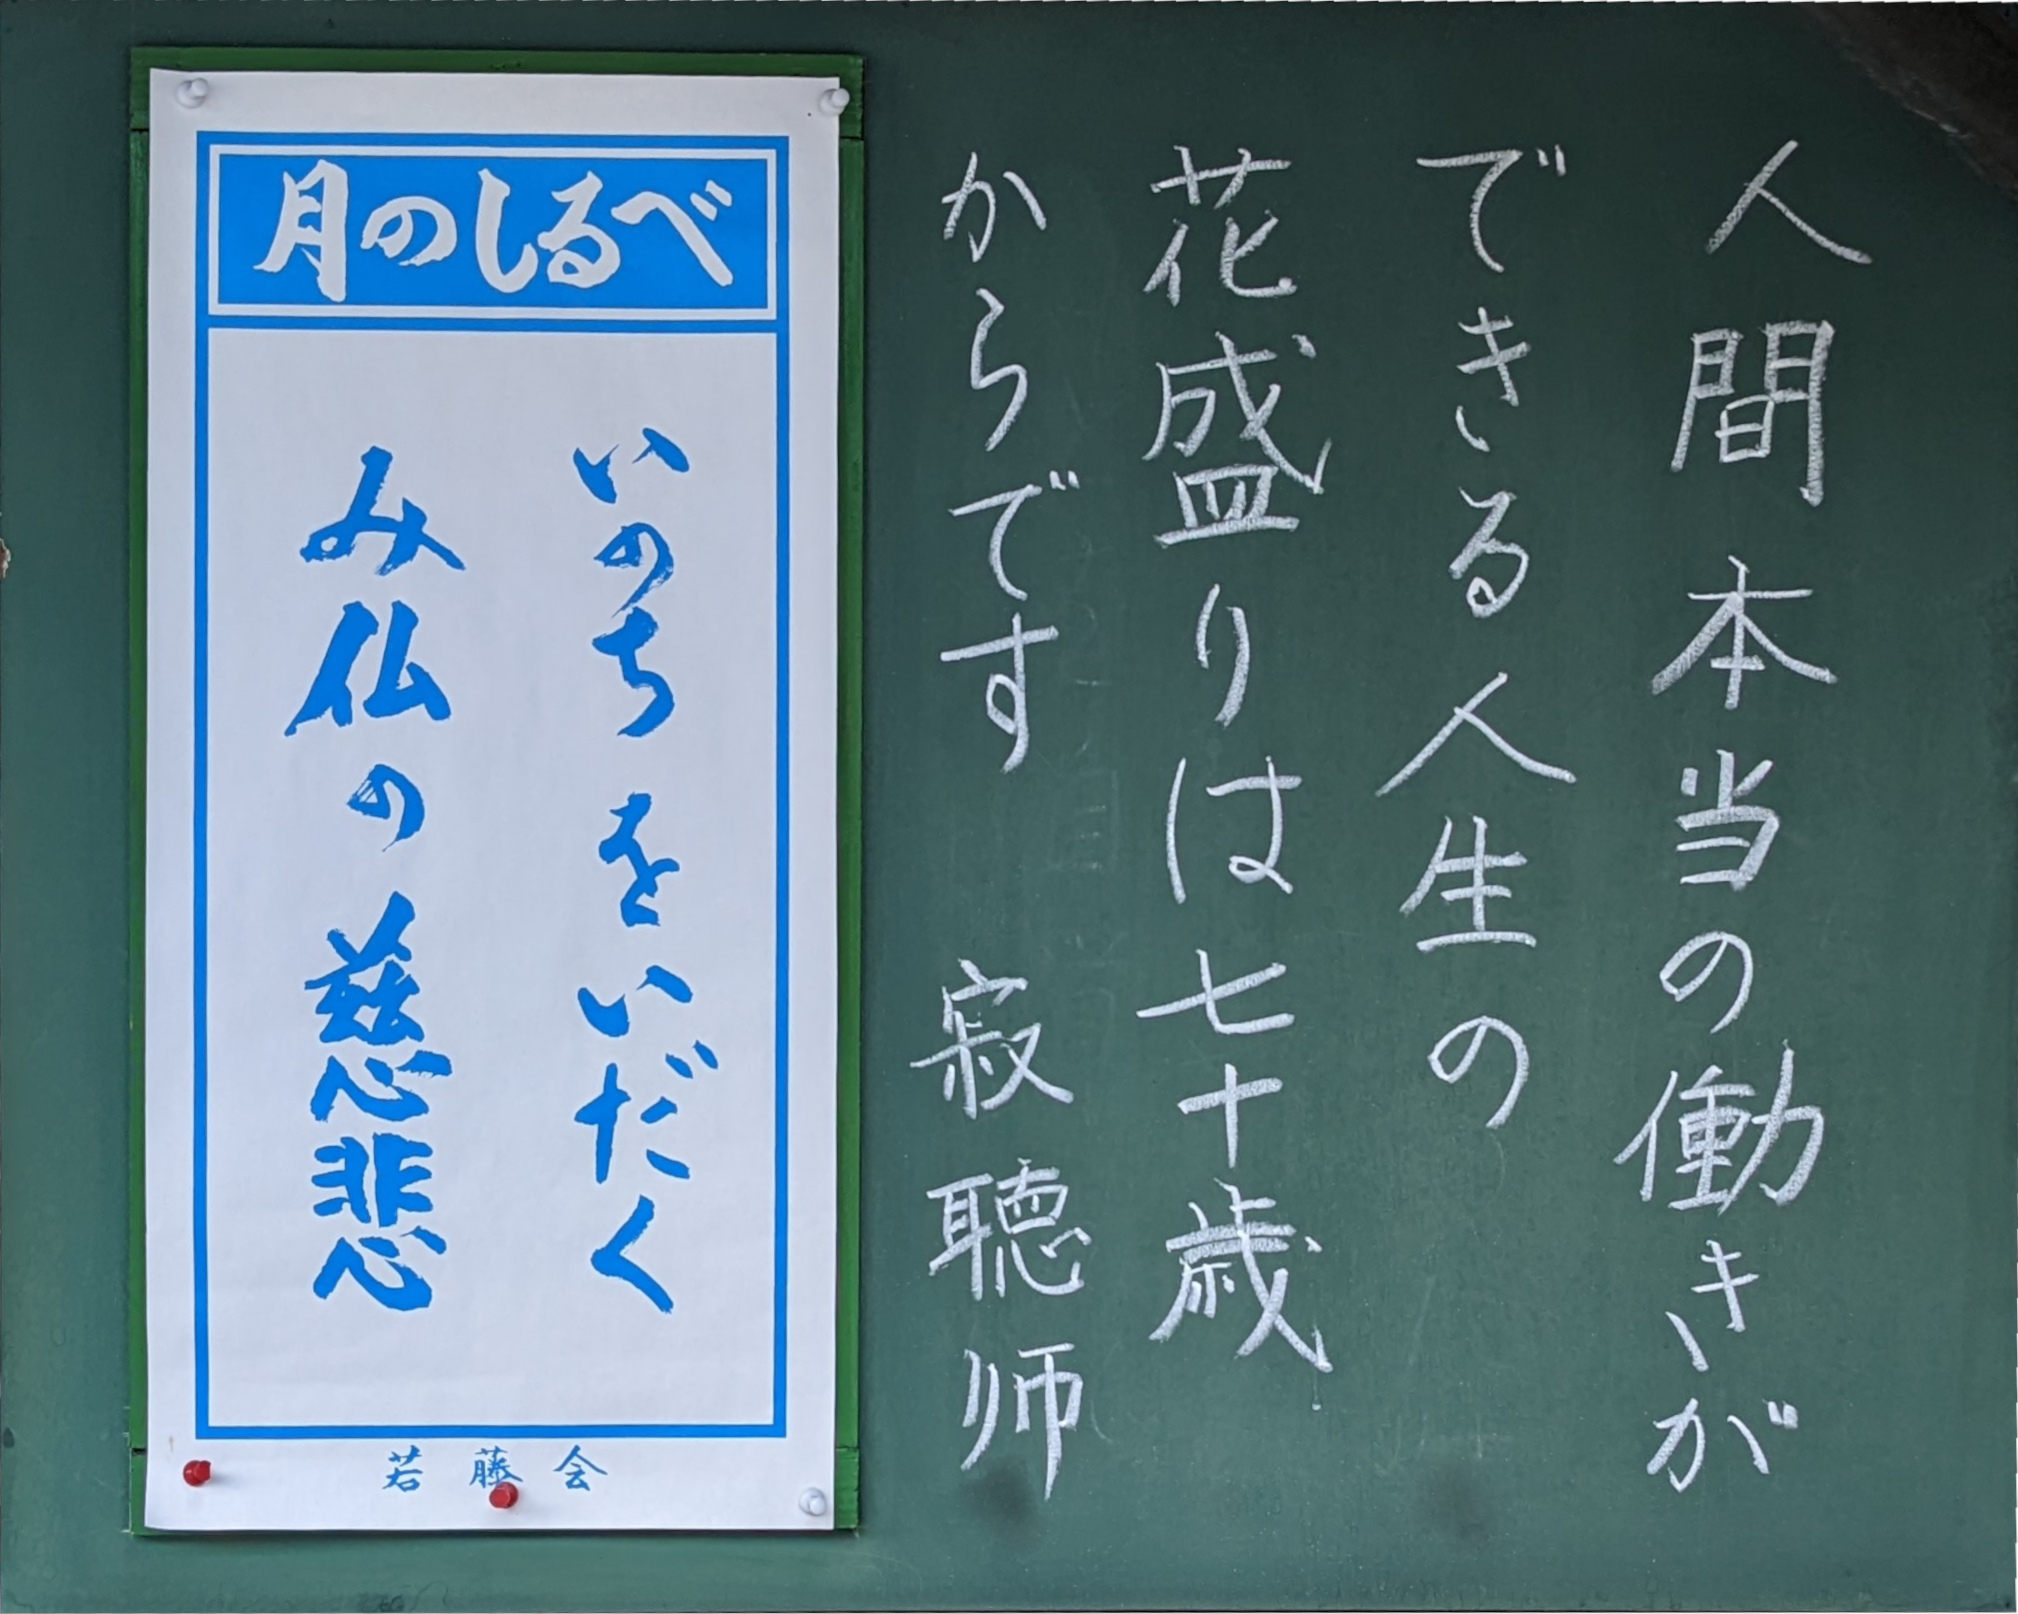 人間本当の働きが
できる人生の
花盛りは七十歳
からです 寂聴師
月のしるべ
いのちをいだく
み仏の慈悲
若藤会